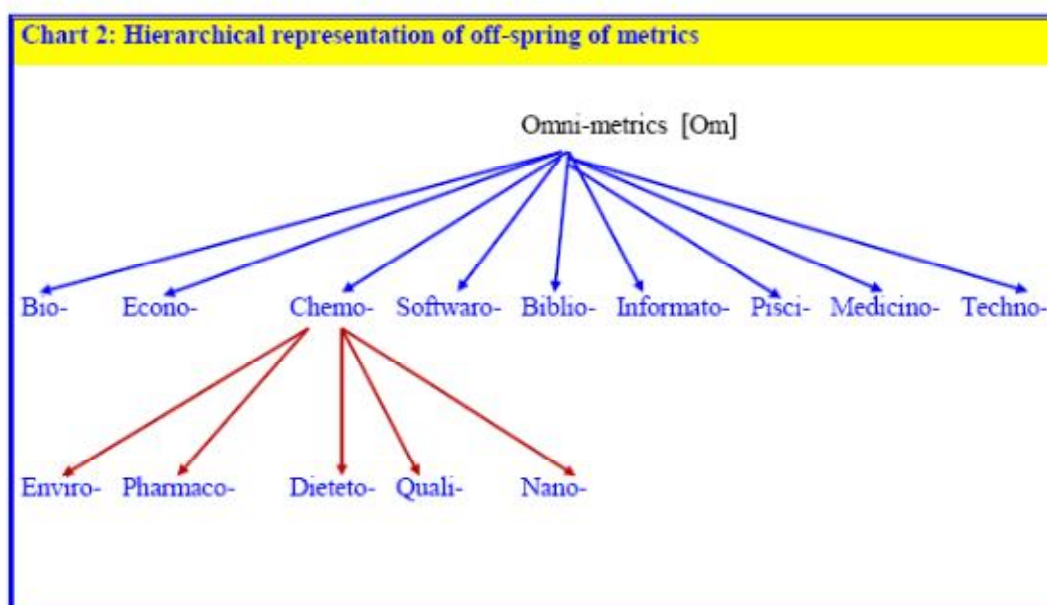 Chart 2: Hierarchical representation of off-spring of metrics
Omni-metrics [Om]
Bio- Econo- Chemo- Softwaro- Biblio- Informato- Pisci- Medicino- Techno-
Enviro- Pharmaco- Dieteto- Quali- Nano-